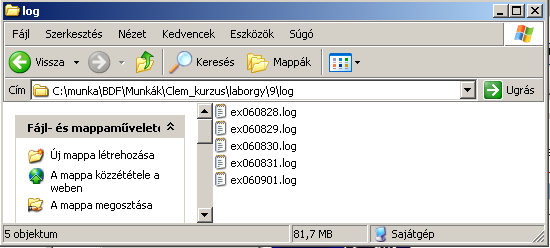 log
Fájl Szerkesztés Nézet Kedvencek Eszközök Súgó
Vissza Keresés Mappák
Cím C:\munka\BDF\Munkák\Clem_kurzus\laborgy\9\log Ugrás
Fájl- és mappaművelete
Új mappa létrehozása
A mappa közzététele a
weben
A mappa megosztása
ex060828.log
ex060829.log
ex060830.log
ex060831.log
ex060901.log
5 objektum 81,7 MB Sajátgép